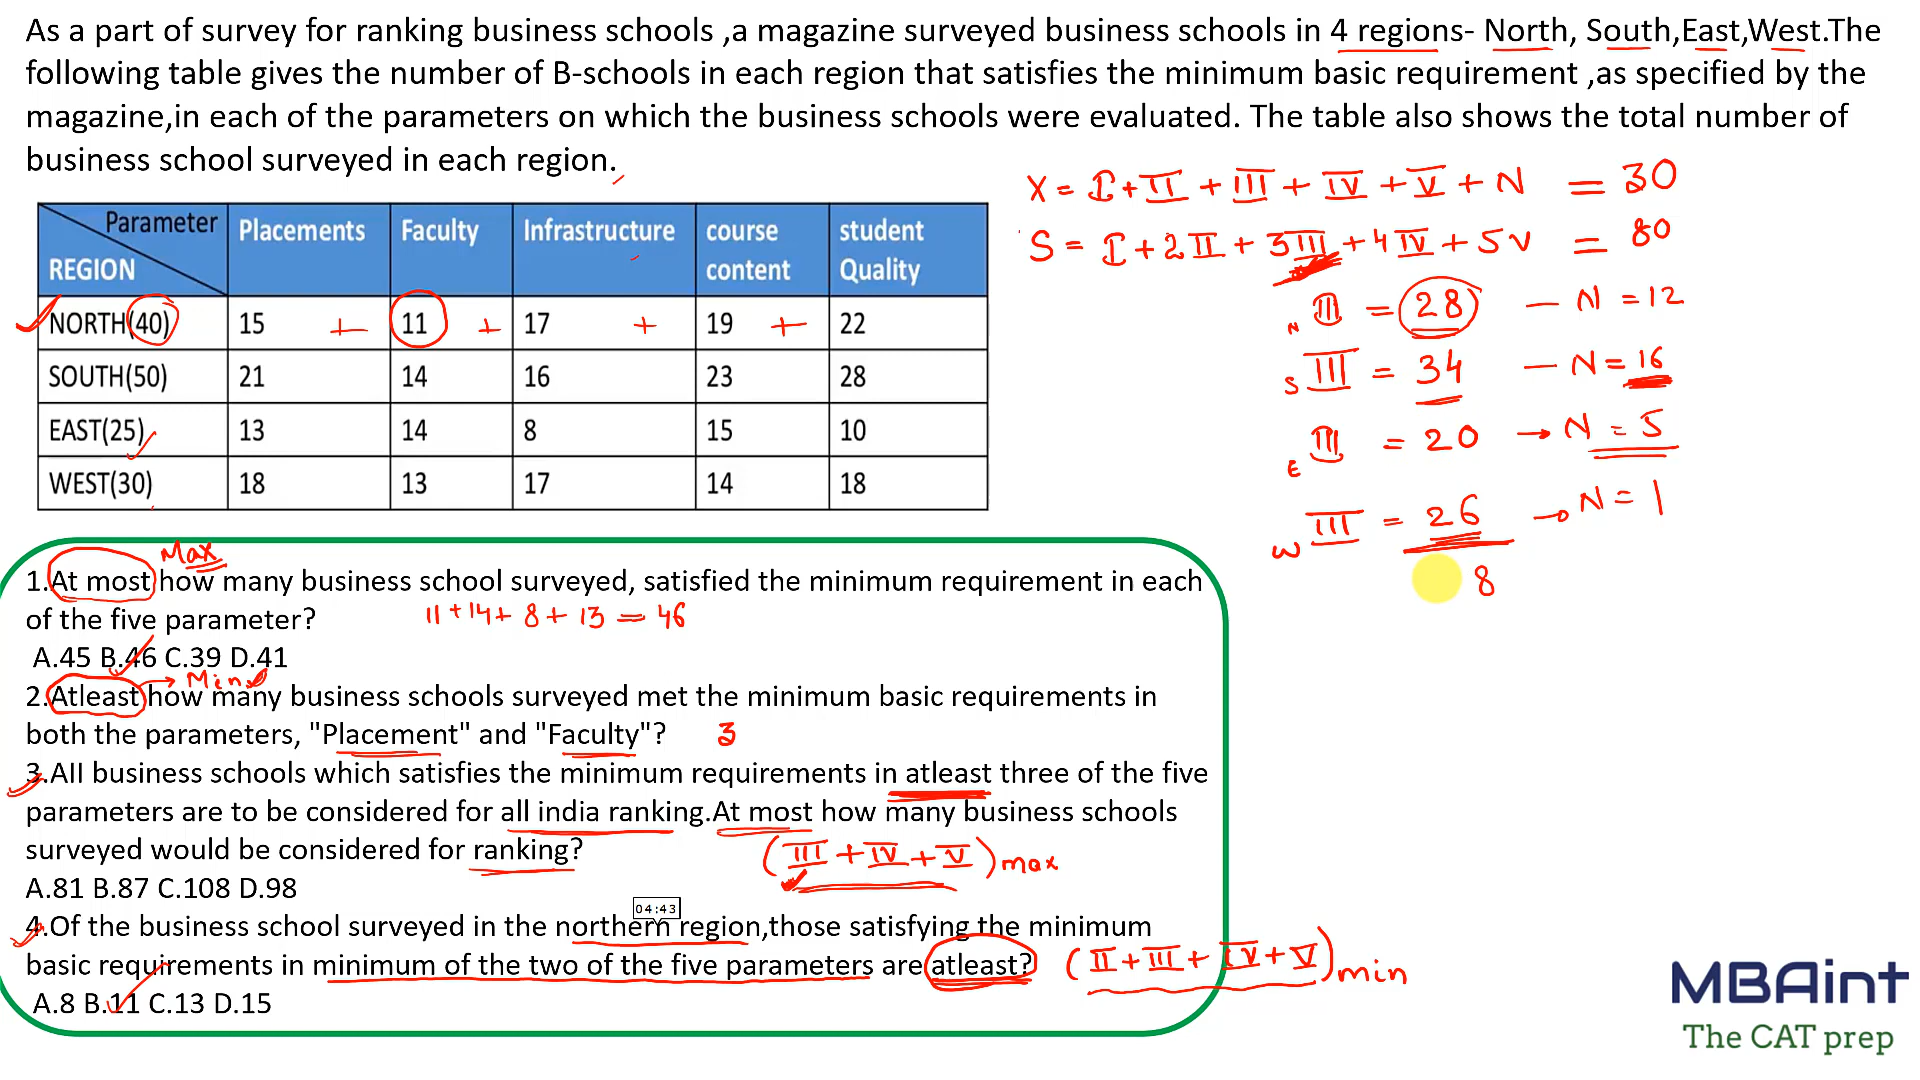 As a part of survey for ranking business schools ,a magazine surveyed business schools in 4 regions- North, South,East,West.The
following table gives the number of B-schools in each region that satisfies the minimum basic requirement ,as specified by the
magazine,in each of the parameters on which the business schools were evaluated. The table also shows the total number of
business school surveyed in each region.
X = I + II + III + IV + V + N = 30
S = I + 2 II + 3 III + 4 IV + 5 V = 80
Parameter
REGION
Placements Faculty Infrastructure course content student Quality
NORTH(40) 15 + 11 + 17 + 19 + 22
SOUTH(50) 21 14 16 23 28
EAST(25) 13 14 8 15 10
WEST(30) 18 13 17 14 18
N III = 28 — N = 12
S III = 34 — N = 16
E III = 20 → N = 5
W III = 26 → N = 1
8
Max
1.At most how many business school surveyed, satisfied the minimum requirement in each
of the five parameter? 11 + 14 + 8 + 13 = 46
A.45 B.46 C.39 D.41
→ Min
2.Atleast how many business schools surveyed met the minimum basic requirements in
both the parameters, "Placement" and "Faculty"? 3
3.All business schools which satisfies the minimum requirements in atleast three of the five
parameters are to be considered for all india ranking.At most how many business schools
surveyed would be considered for ranking? (III + IV + V) max
A.81 B.87 C.108 D.98
04:43
4.Of the business school surveyed in the northern region,those satisfying the minimum
basic requirements in minimum of the two of the five parameters are atleast? (II + III + IV + V) min
A.8 B.11 C.13 D.15
MBAint
The CAT prep